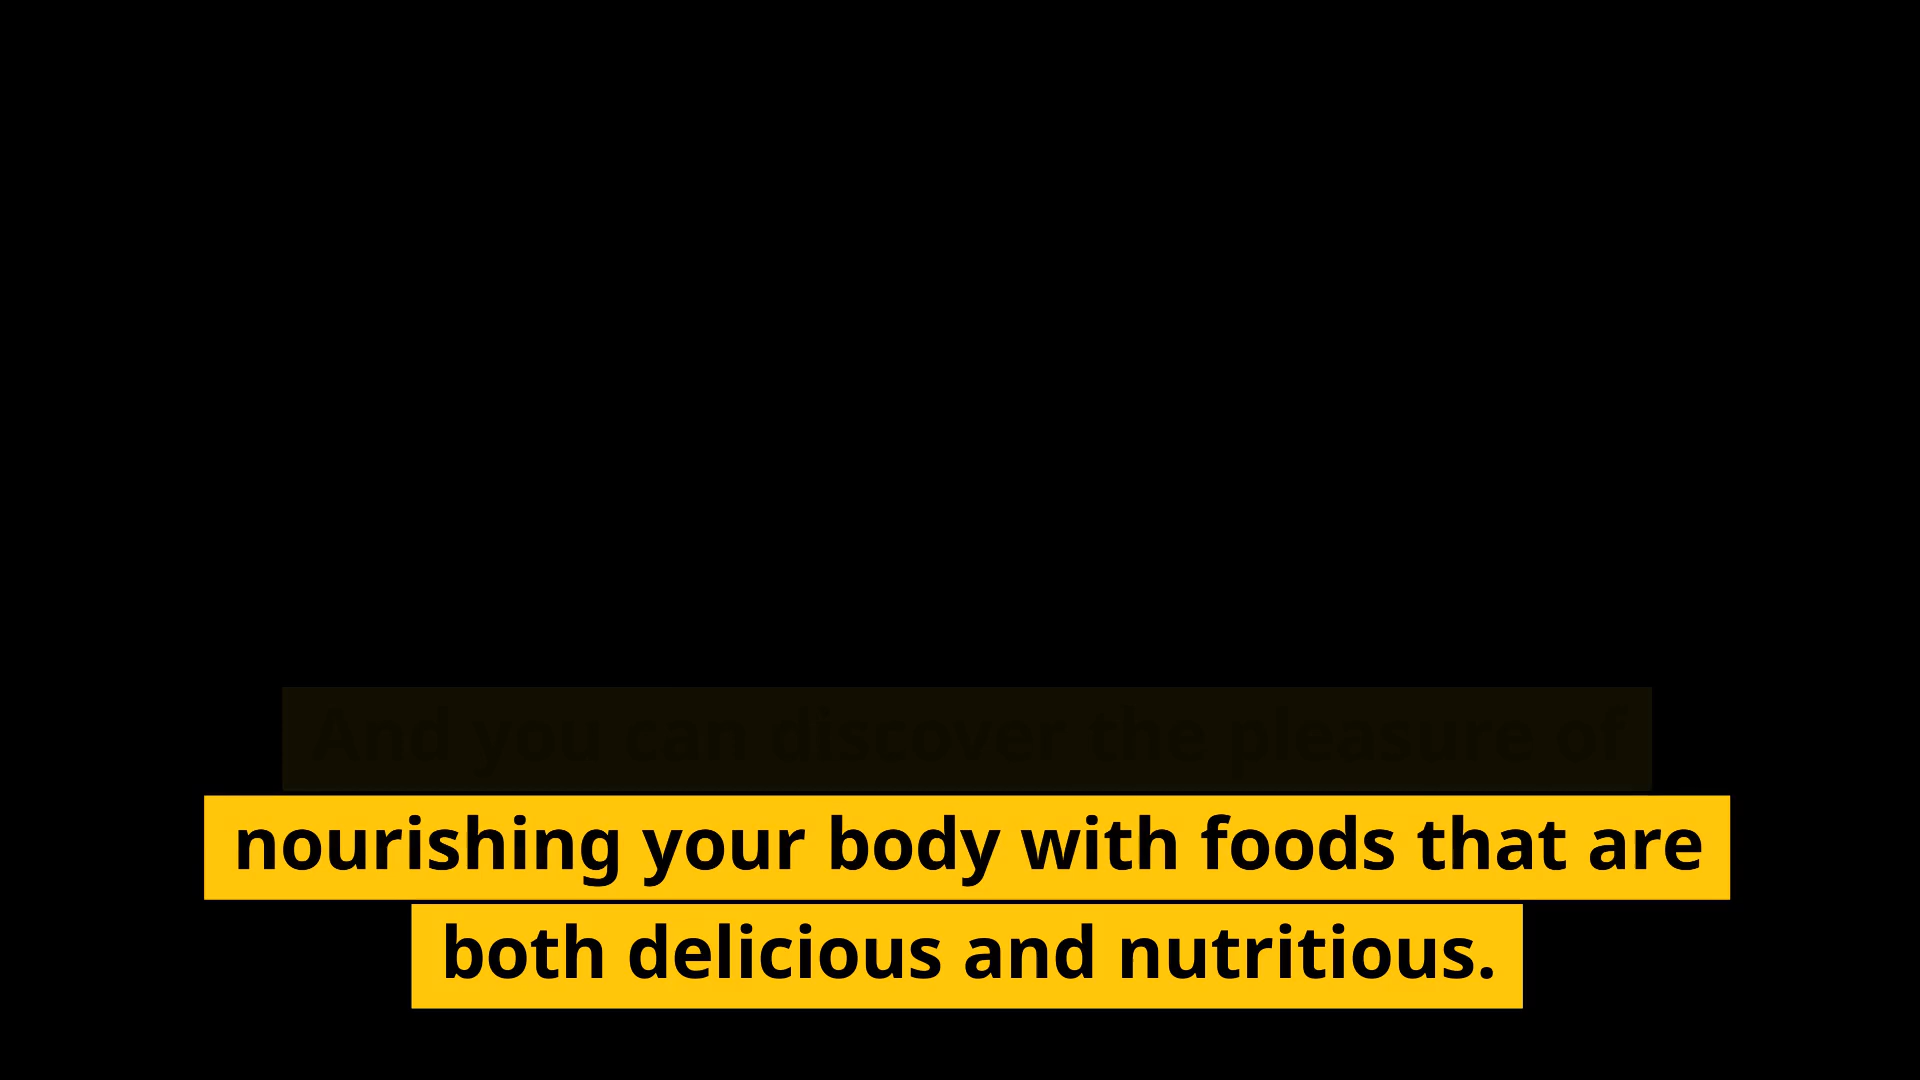 And you can discover the pleasure of
nourishing your body with foods that are
both delicious and nutritious.